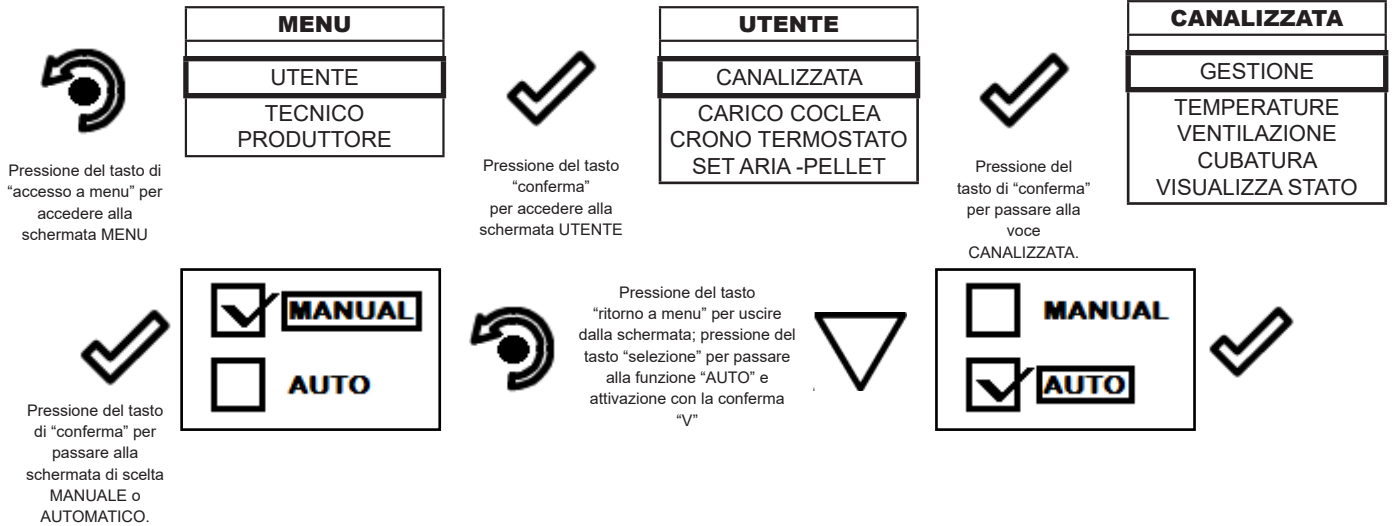 MENU
UTENTE
TECNICO
PRODUTTORE
Pressione del tasto di
“accesso a menu” per
accedere alla
schermata MENU
UTENTE
CANALIZZATA
CARICO COCLEA
CRONO TERMOSTATO
SET ARIA -PELLET
Pressione del tasto
“conferma”
per accedere alla
schermata UTENTE
CANALIZZATA
GESTIONE
TEMPERATURE
VENTILAZIONE
CUBATURA
VISUALIZZA STATO
Pressione del
tasto di “conferma”
per passare alla
voce
CANALIZZATA.
Pressione del tasto
di “conferma” per
passare alla
schermata di scelta
MANUALE o
AUTOMATICO.
MANUAL
AUTO
Pressione del tasto
“ritorno a menu” per uscire
dalla schermata; pressione del
tasto “selezione” per passare
alla funzione “AUTO” e
attivazione con la conferma
“V”
MANUAL
AUTO